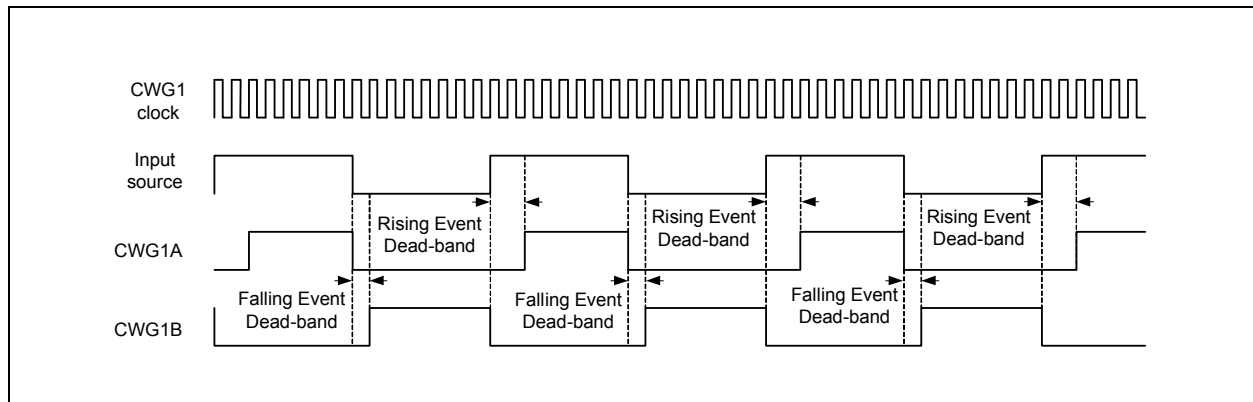 CWG1
clock
Input
source
Rising Event
Dead-band
Rising Event
Dead-band
Rising Event
Dead-band
CWG1A
Falling Event
Dead-band
Falling Event
Dead-band
Falling Event
Dead-band
CWG1B